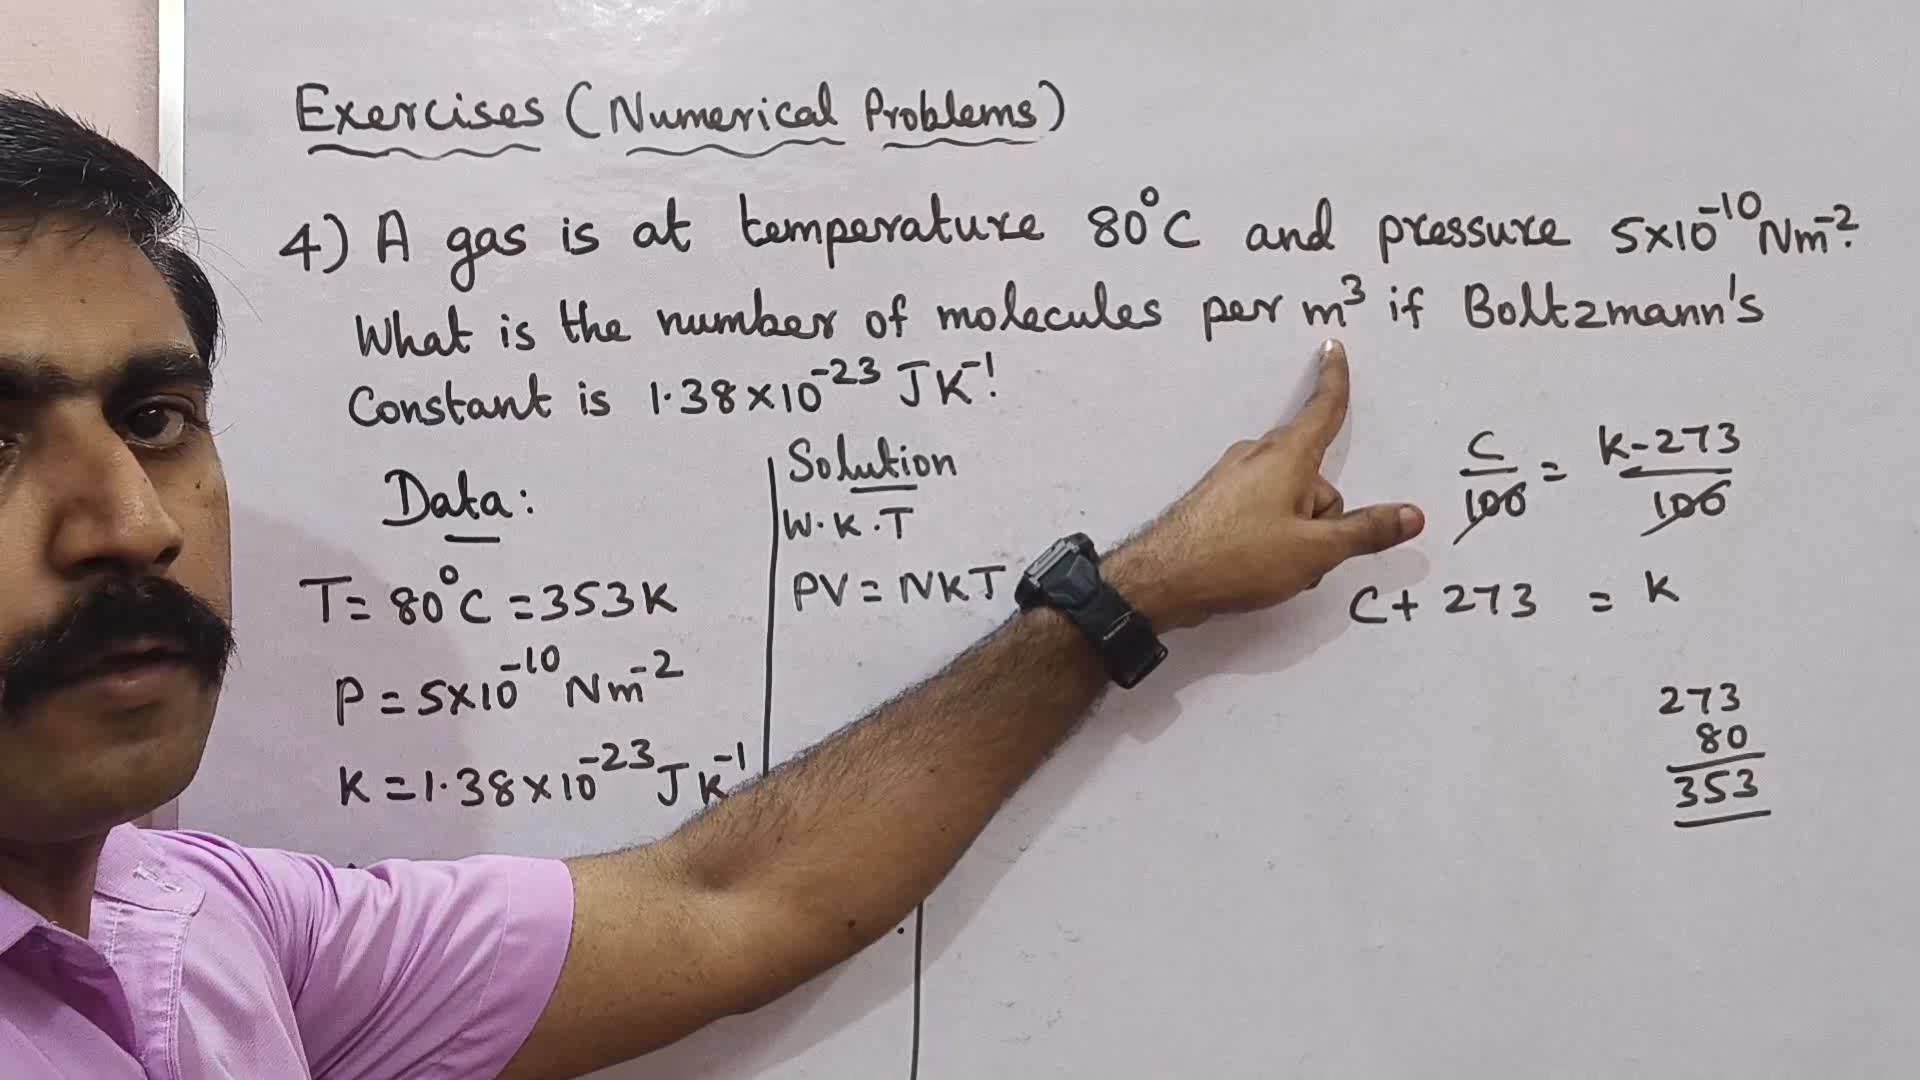 Exercises (Numerical Problems)
4) A gas is at temperature 80°C and pressure 5×10⁻¹⁰ Nm⁻².
What is the number of molecules per m³ if Boltzmann's
Constant is 1.38×10⁻²³ JK⁻¹.
Data:
T = 80°C = 353K
P = 5×10⁻¹⁰ Nm⁻²
K = 1.38×10⁻²³ JK⁻¹
Solution
W.K.T
PV = NKT
C/100 = K-273/100
C + 273 = K
273
80
353